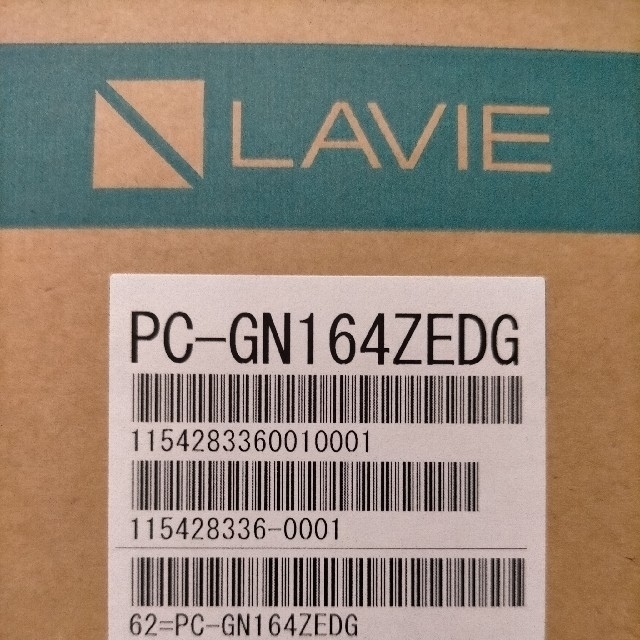 LAVIE
PC-GN164ZEDG
1154283360010001
115428336-0001
62=PC-GN164ZEDG